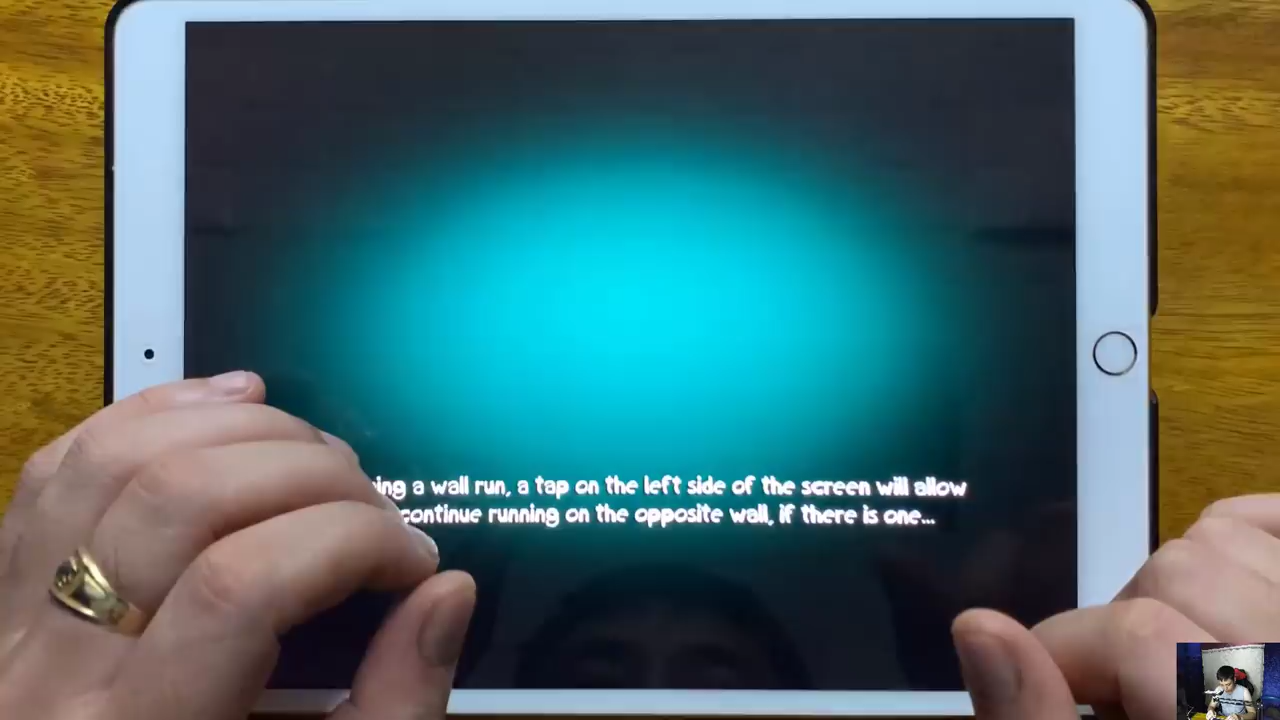 a wall run, a tap on the left side of the screen will allow
continue running on the opposite wall, if there is one...